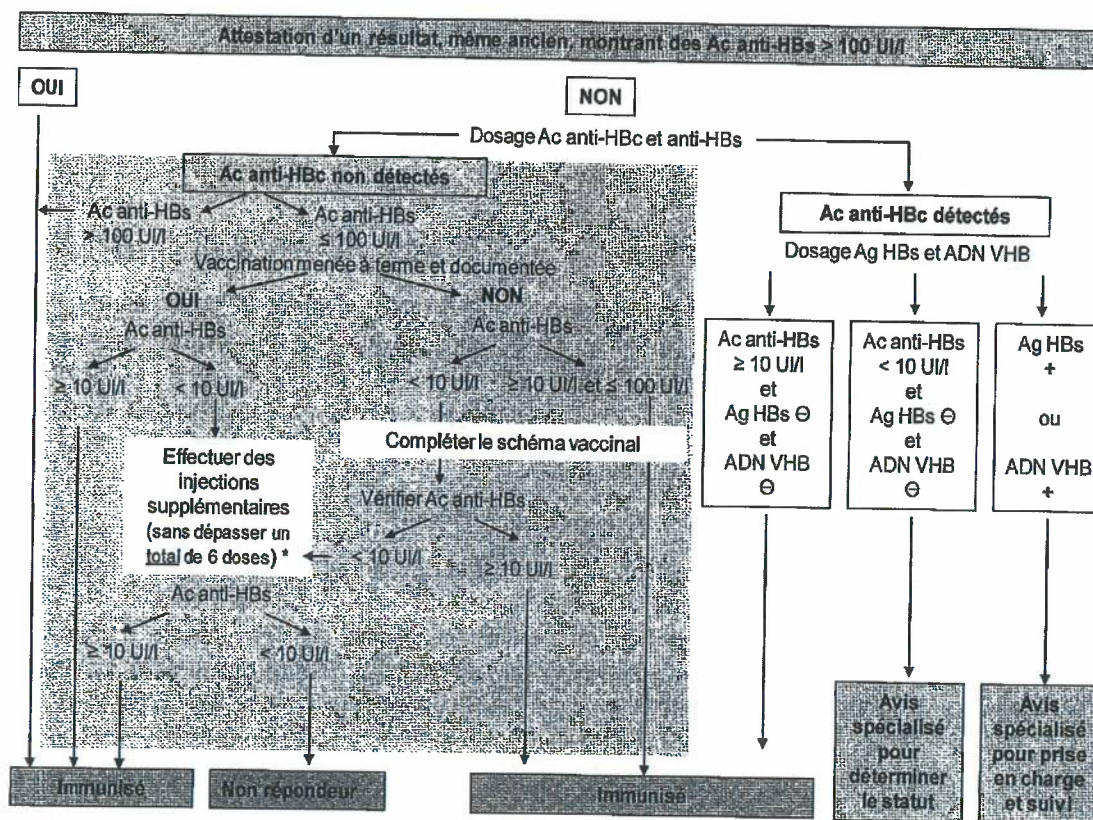 Attestation d'un résultat, même ancien, montrant des Ac anti-HBs > 100 UI/l
OUI
NON
Dosage Ac anti-HBc et anti-HBs
Ac anti-HBc non détectés
Ac anti-HBs
> 100 UI/l
Ac anti-HBs
≤ 100 UI/l
Vaccination menée à terme et documentée
OUI
Ac anti-HBs
≥ 10 UI/l
< 10 UI/l
NON
Ac anti-HBs
< 10 UI/l
≥ 10 UI/l et ≤ 100 UI/l
Effectuer des
injections
supplémentaires
(sans dépasser un
total de 6 doses) *
Compléter le schéma vaccinal
Vérifier Ac anti-HBs
< 10 UI/l
≥ 10 UI/l
Ac anti-HBs
≥ 10 UI/l
< 10 UI/l
Ac anti-HBc détectés
Dosage Ag HBs et ADN VHB
Ac anti-HBs
≥ 10 UI/l
et
Ag HBs ⊖
et
ADN VHB
⊖
Ac anti-HBs
< 10 UI/l
et
Ag HBs ⊖
et
ADN VHB
⊖
Ag HBs
+
ou
ADN VHB
+
Immunisé
Non répondeur
Immunisé
Avis
spécialisé
pour
déterminer
le statut
Avis
spécialisé
pour prise
en charge
et suivi